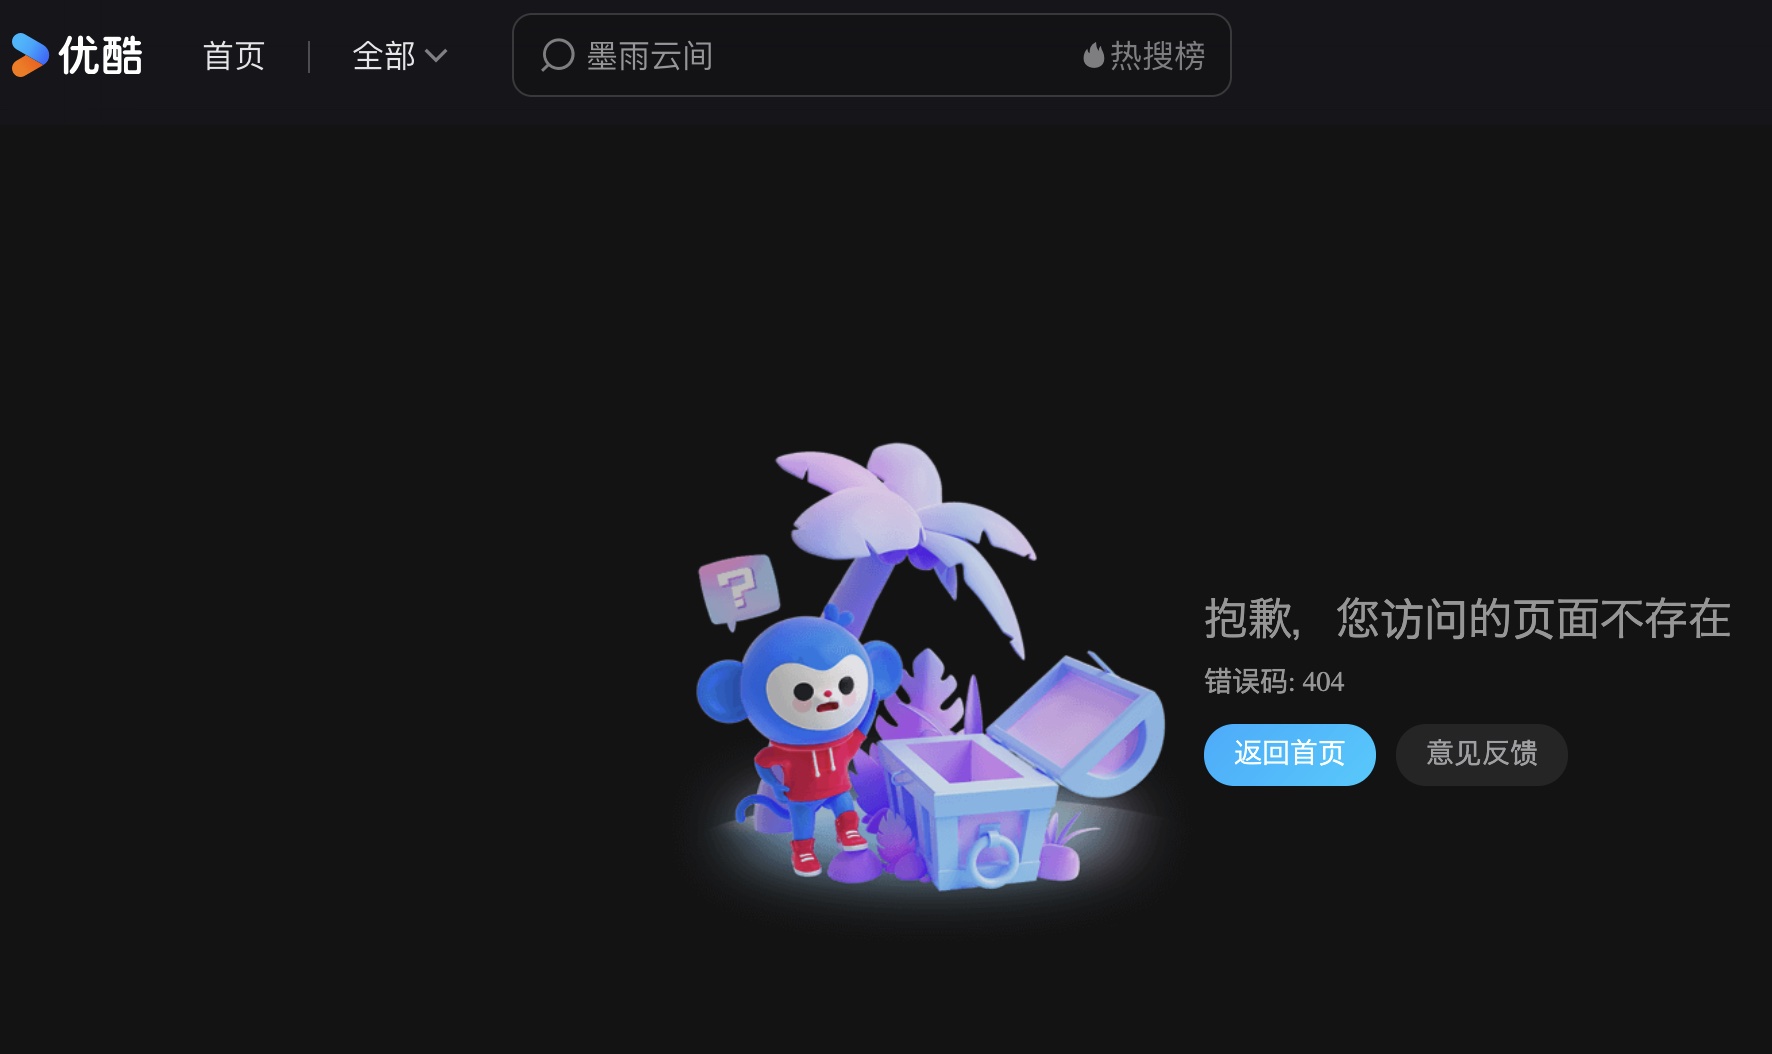 优酷
首页
全部
墨雨云间
热搜榜
?
抱歉，您访问的页面不存在
错误码: 404
返回首页
意见反馈